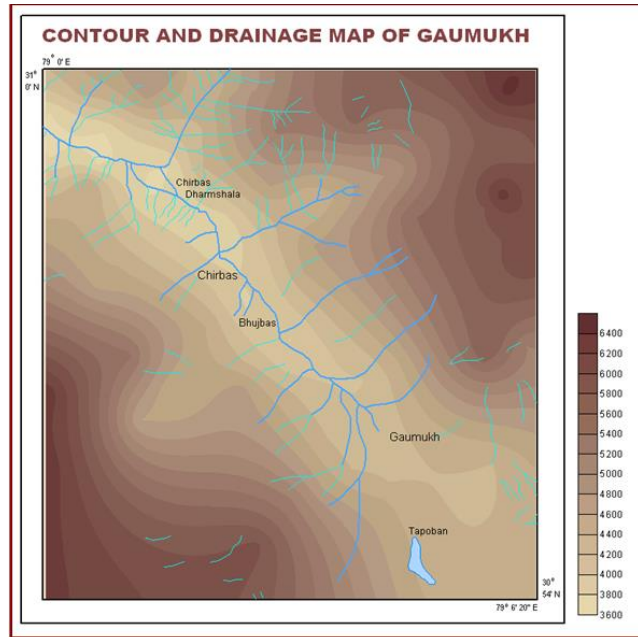 CONTOUR AND DRAINAGE MAP OF GAUMUKH
79° 0' E
31°
0' N
Chirbas
Dharmshala
Chirbas
Bhujbas
Gaumukh
Tapoban
6400
6200
6000
5800
5600
5400
5200
5000
4800
4600
4400
4200
4000
3800
3600
30°
54' N
79° 6' 20" E